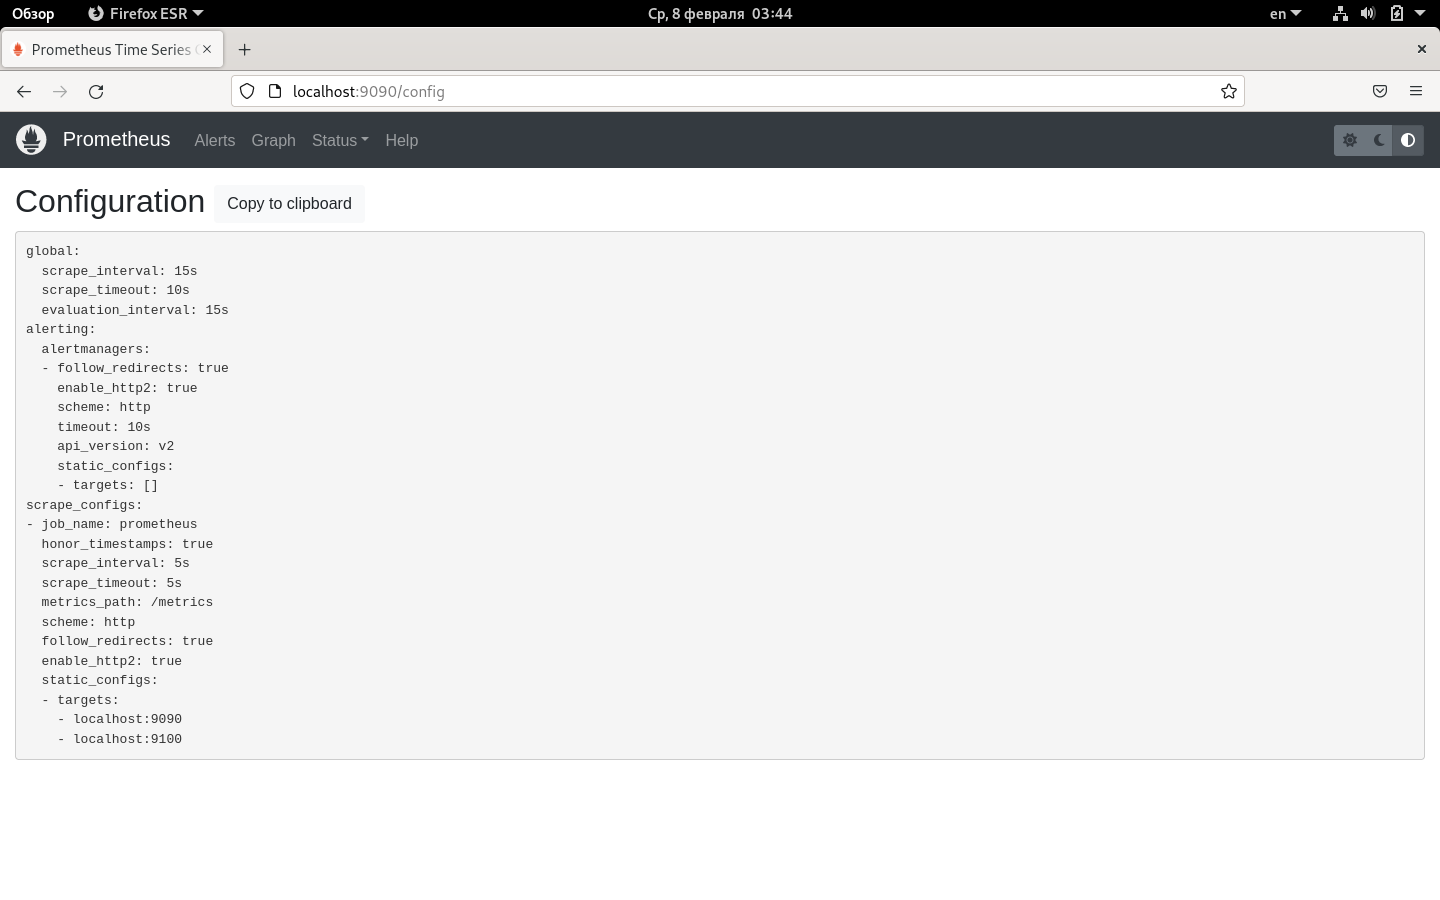 Обзор Firefox ESR Ср, 8 февраля 03:44 en
Prometheus Time Series
localhost:9090/config
Prometheus Alerts Graph Status Help
Configuration Copy to clipboard
global:
  scrape_interval: 15s
  scrape_timeout: 10s
  evaluation_interval: 15s
alerting:
  alertmanagers:
  - follow_redirects: true
    enable_http2: true
    scheme: http
    timeout: 10s
    api_version: v2
    static_configs:
    - targets: []
scrape_configs:
- job_name: prometheus
  honor_timestamps: true
  scrape_interval: 5s
  scrape_timeout: 5s
  metrics_path: /metrics
  scheme: http
  follow_redirects: true
  enable_http2: true
  static_configs:
  - targets:
    - localhost:9090
    - localhost:9100